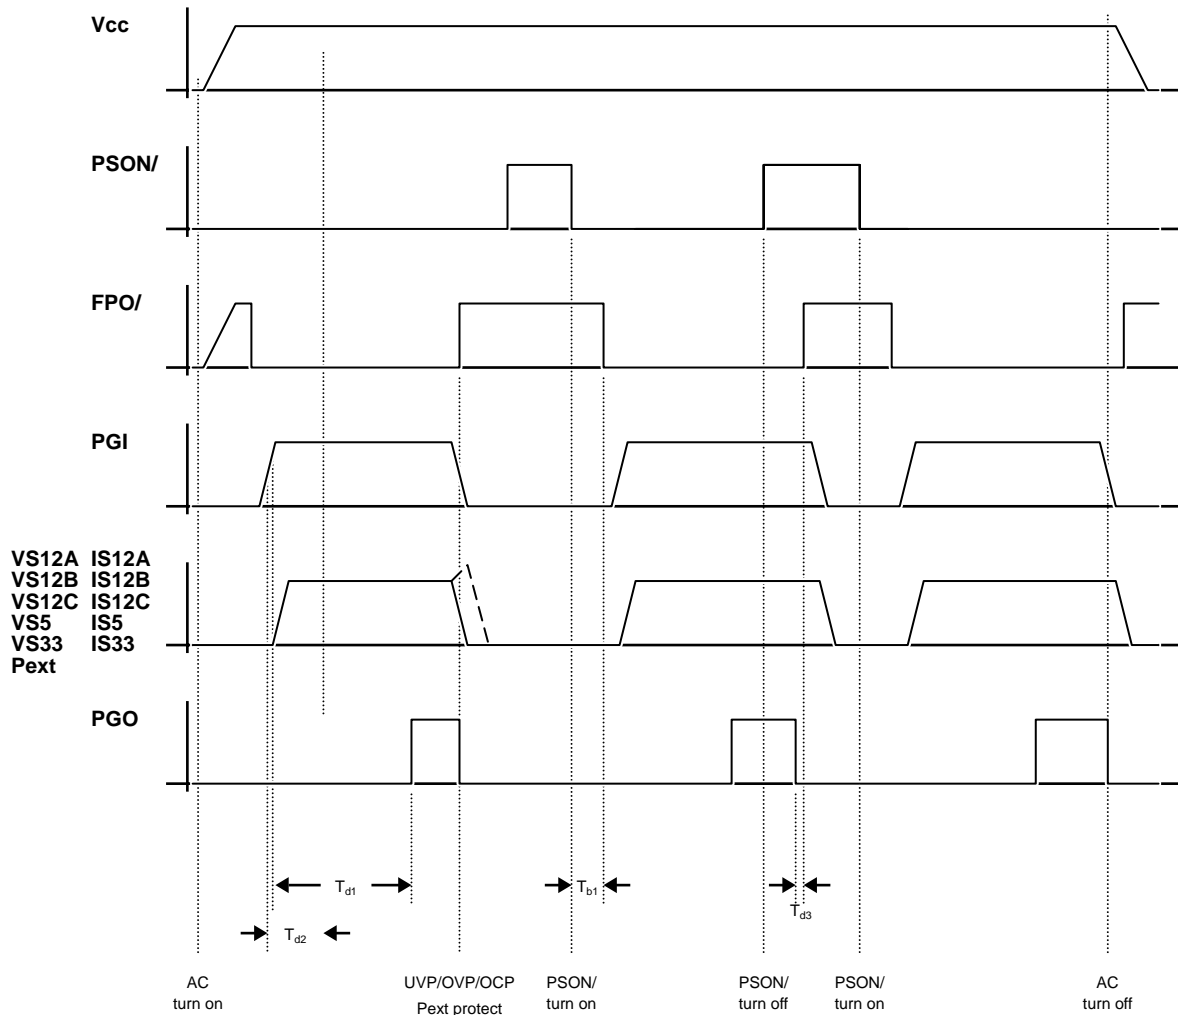 Vcc
PSON/
FPO/
PGI
VS12A IS12A
VS12B IS12B
VS12C IS12C
VS5 IS5
VS33 IS33
Pext
PGO
Td1
Tb1
Td3
Td2
AC
turn on
UVP/OVP/OCP
Pext protect
PSON/
turn on
PSON/
turn off
PSON/
turn on
AC
turn off